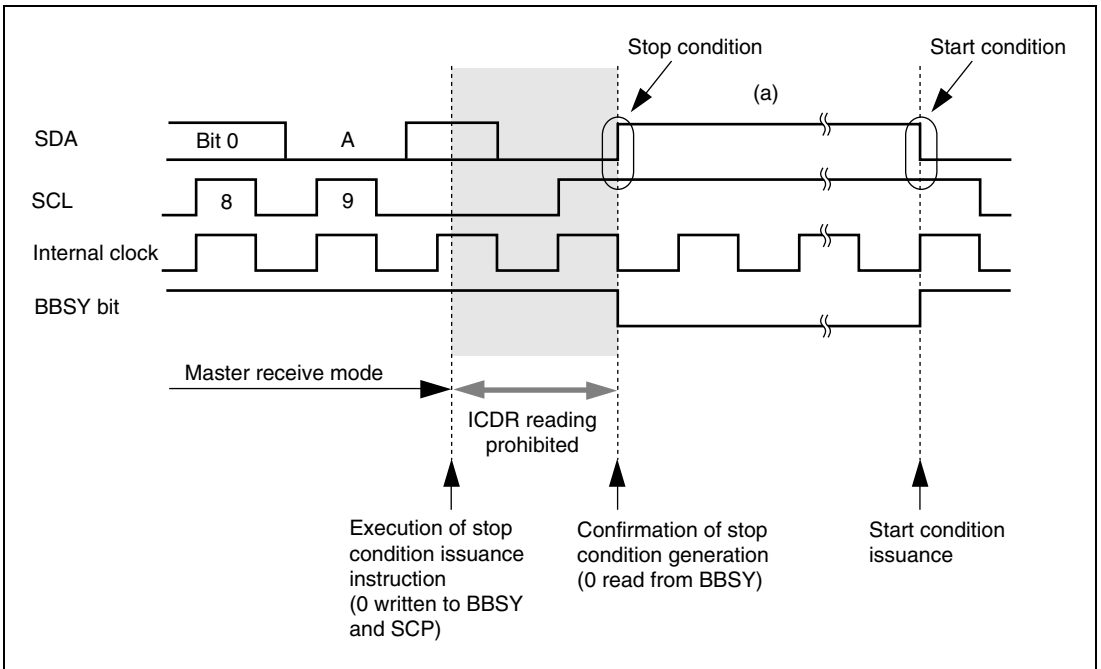 Stop condition
Start condition
(a)
SDA
Bit 0
A
SCL
8
9
Internal clock
BBSY bit
Master receive mode
ICDR reading
prohibited
Execution of stop
condition issuance
instruction
(0 written to BBSY
and SCP)
Confirmation of stop
condition generation
(0 read from BBSY)
Start condition
issuance